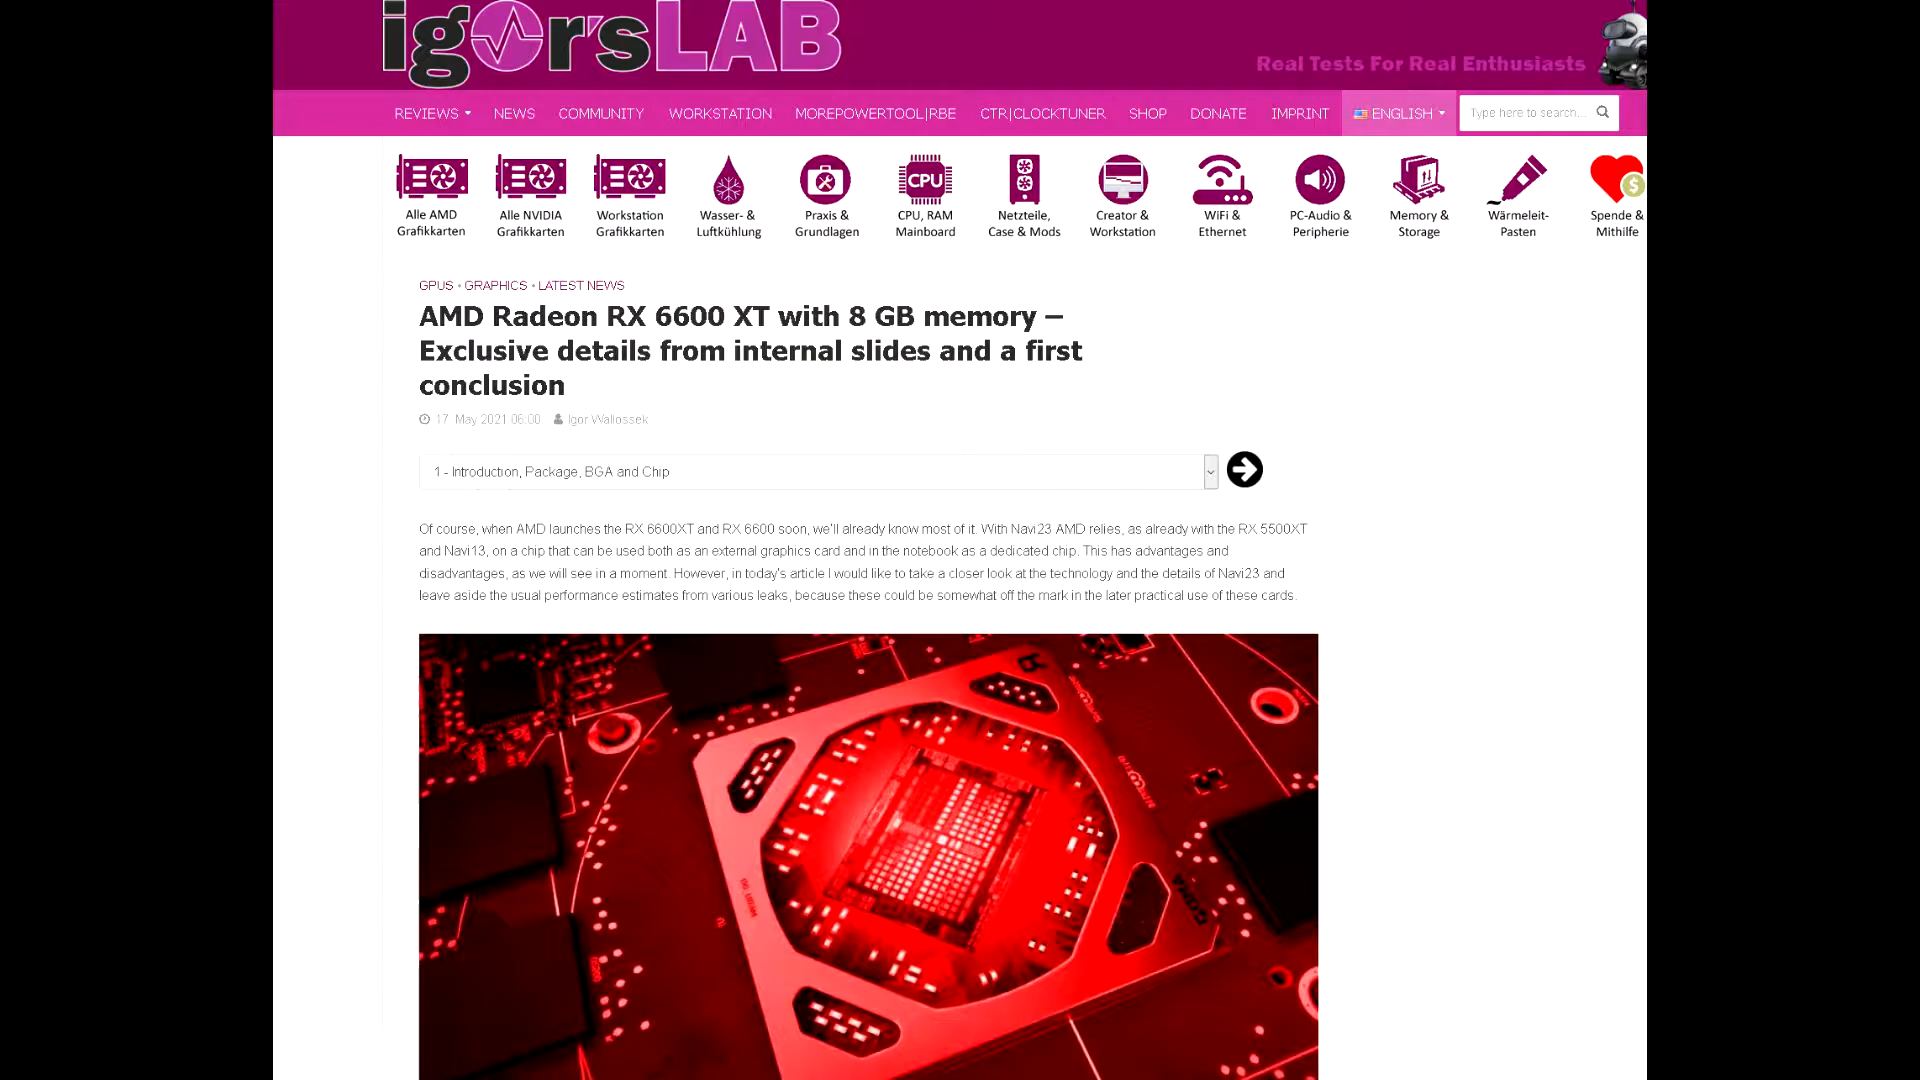 igorsLAB
Real Tests For Real Enthusiasts
REVIEWS NEWS COMMUNITY WORKSTATION MOREPOWERTOOL|RBE CTR|CLOCKTUNER SHOP DONATE IMPRINT ENGLISH Type here to search...
CPU
Alle AMD Grafikkarten
Alle NVIDIA Grafikkarten
Workstation Grafikkarten
Wasser- & Luftkühlung
Praxis & Grundlagen
CPU, RAM Mainboard
Netzteile, Case & Mods
Creator & Workstation
WiFi & Ethernet
PC-Audio & Peripherie
Memory & Storage
Wärmeleit- Pasten
Spende & Mithilfe
GPUS • GRAPHICS • LATEST NEWS
AMD Radeon RX 6600 XT with 8 GB memory –
Exclusive details from internal slides and a first
conclusion
17. May 2021 06:00 Igor Wallossek
1 - Introduction, Package, BGA and Chip
Of course, when AMD launches the RX 6600XT and RX 6600 soon, we'll already know most of it. With Navi23 AMD relies, as already with the RX 5500XT
and Navi13, on a chip that can be used both as an external graphics card and in the notebook as a dedicated chip. This has advantages and
disadvantages, as we will see in a moment. However, in today's article I would like to take a closer look at the technology and the details of Navi23 and
leave aside the usual performance estimates from various leaks, because these could be somewhat off the mark in the later practical use of these cards.